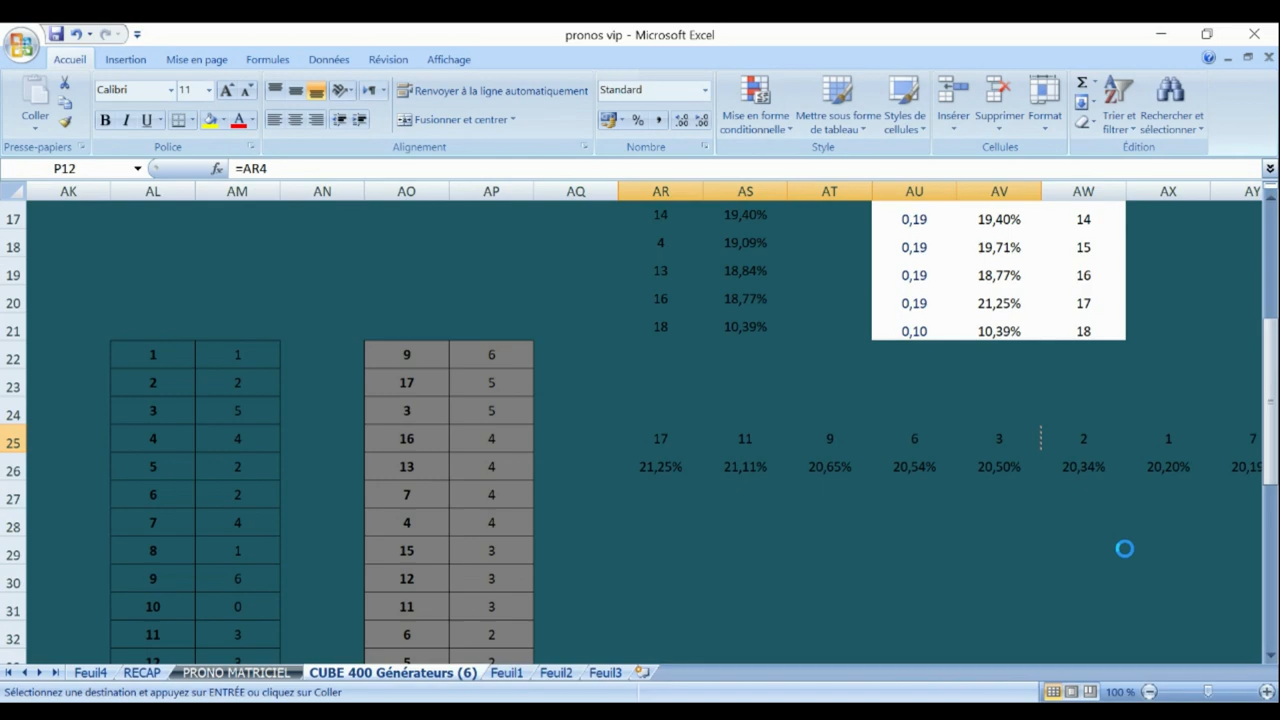 pronos vip - Microsoft Excel
Accueil Insertion Mise en page Formules Données Révision Affichage
Coller
Calibri 11
G I U
Renvoyer à la ligne automatiquement
Fusionner et centrer
Standard
% ,
Mise en forme conditionnelle
Mettre sous forme de tableau
Styles de cellules
Insérer Supprimer Format
Trier et filtrer
Rechercher et sélectionner
Presse-papiers Police Alignement Nombre Style Cellules Édition
P12 fx =AR4
AK AL AM AN AO AP AQ AR AS AT AU AV AW AX AY
17 14 19,40% 0,19 19,40% 14
18 4 19,09% 0,19 19,71% 15
19 13 18,84% 0,19 18,77% 16
20 16 18,77% 0,19 21,25% 17
21 18 10,39% 0,10 10,39% 18
22 1 1 9 6
23 2 2 17 5
24 3 5 3 5
25 4 4 16 4 17 11 9 6 3 2 1 7
26 5 2 13 4 21,25% 21,11% 20,65% 20,54% 20,50% 20,34% 20,20% 20,19
27 6 2 7 4
28 7 4 4 4
29 8 1 15 3
30 9 6 12 3
31 10 0 11 3
32 11 3 6 2
12 5 2
Feuil4 RECAP PRONO MATRICIEL CUBE 400 Générateurs (6) Feuil1 Feuil2 Feuil3
Sélectionnez une destination et appuyez sur ENTRÉE ou cliquez sur Coller 100 %